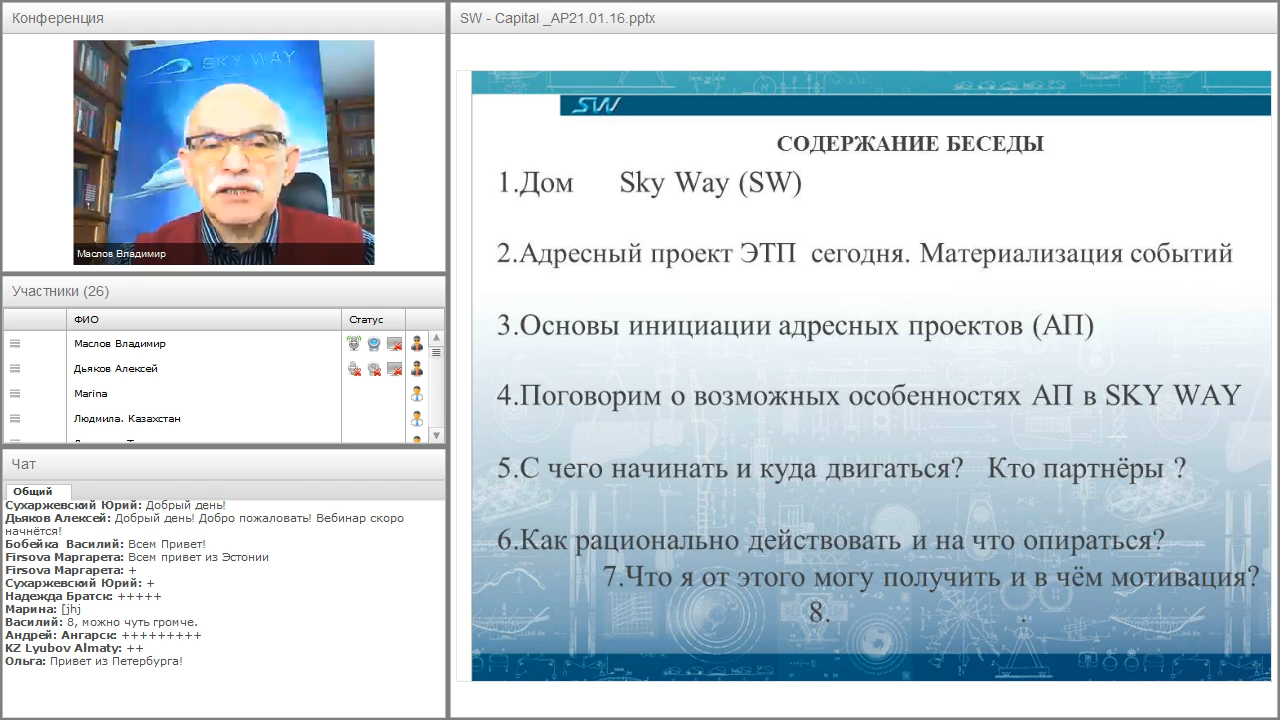 Конференция
SKY WAY
Маслов Владимир
Участники (26)
ФИО
Статус
Маслов Владимир
Дьяков Алексей
Marina
Людмила. Казахстан
Чат
Общий
Сухаржевский Юрий: Добрый день!
Дьяков Алексей: Добрый день! Добро пожаловать! Вебинар скоро
начнётся!
Бобейка Василий: Всем Привет!
Firsova Маргарета: Всем привет из Эстонии
Firsova Маргарета: +
Сухаржевский Юрий: +
Надежда Братск: +++++
Марина: [jhj
Василий: 8, можно чуть громче.
Андрей: Ангарск: +++++++++
KZ Lyubov Almaty: ++
Ольга: Привет из Петербурга!
SW - Capital _АР21.01.16.pptx
SW
СОДЕРЖАНИЕ БЕСЕДЫ
1.Дом Sky Way (SW)
2.Адресный проект ЭТП сегодня. Материализация событий
3.Основы инициации адресных проектов (АП)
4.Поговорим о возможных особенностях АП в SKY WAY
5.С чего начинать и куда двигаться? Кто партнёры ?
6.Как рационально действовать и на что опираться?
7.Что я от этого могу получить и в чём мотивация?
8. .